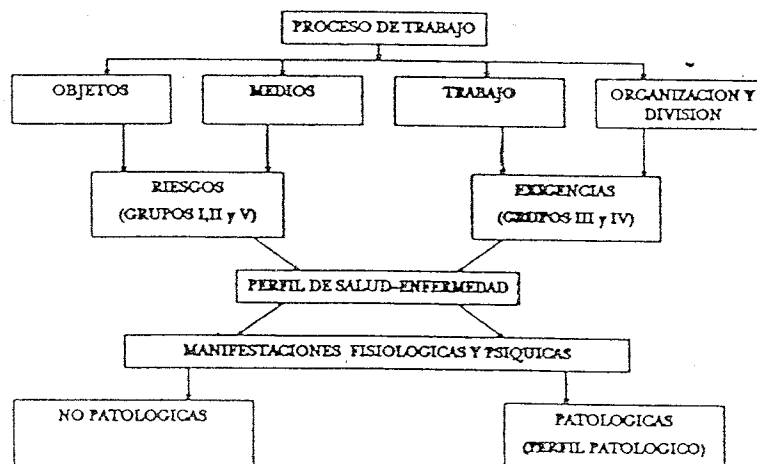 PROCESO DE TRABAJO
OBJETOS
MEDIOS
TRABAJO
ORGANIZACION Y
DIVISION
RIESGOS
(GRUPOS I,II y V)
EXIGENCIAS
(GRUPOS III y IV)
PERFIL DE SALUD-ENFERMEDAD
MANIFESTACIONES FISIOLOGICAS Y PSIQUICAS
NO PATOLOGICAS
PATOLOGICAS
(PERFIL PATOLOGICO)